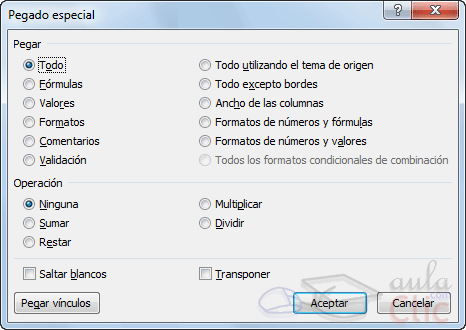 Pegado especial
Pegar
Todo
Todo utilizando el tema de origen
Fórmulas
Todo excepto bordes
Valores
Ancho de las columnas
Formatos
Formatos de números y fórmulas
Comentarios
Formatos de números y valores
Validación
Todos los formatos condicionales de combinación
Operación
Ninguna
Multiplicar
Sumar
Dividir
Restar
Saltar blancos
Transponer
Pegar vínculos
Aceptar
Cancelar
aula
Clic
.com